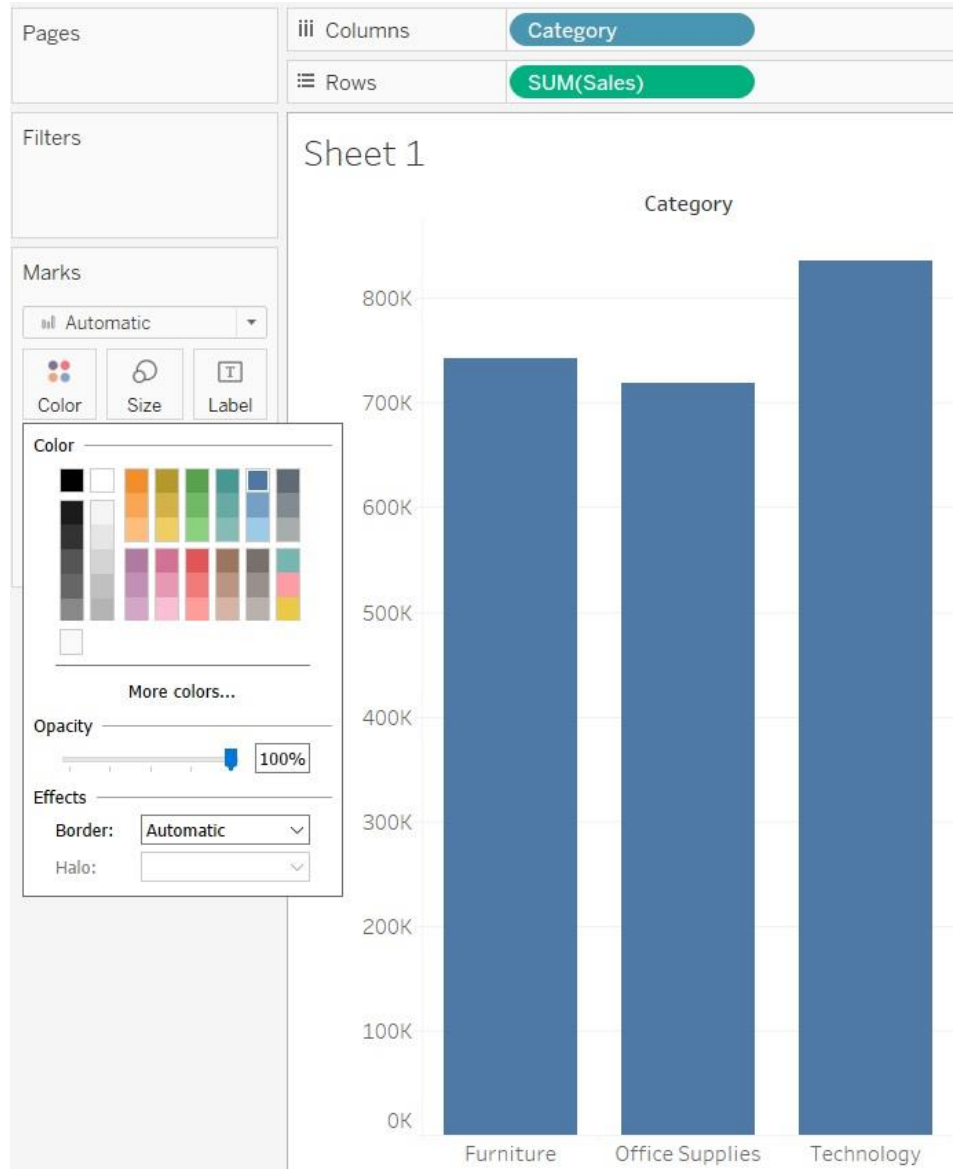 Pages
Columns
Category
Rows
SUM(Sales)
Filters
Sheet 1
Category
Marks
Automatic
Color
Size
Label
T
Color
More colors...
Opacity
100%
Effects
Border:
Automatic
Halo:
800K
700K
600K
500K
400K
300K
200K
100K
0K
Furniture
Office Supplies
Technology